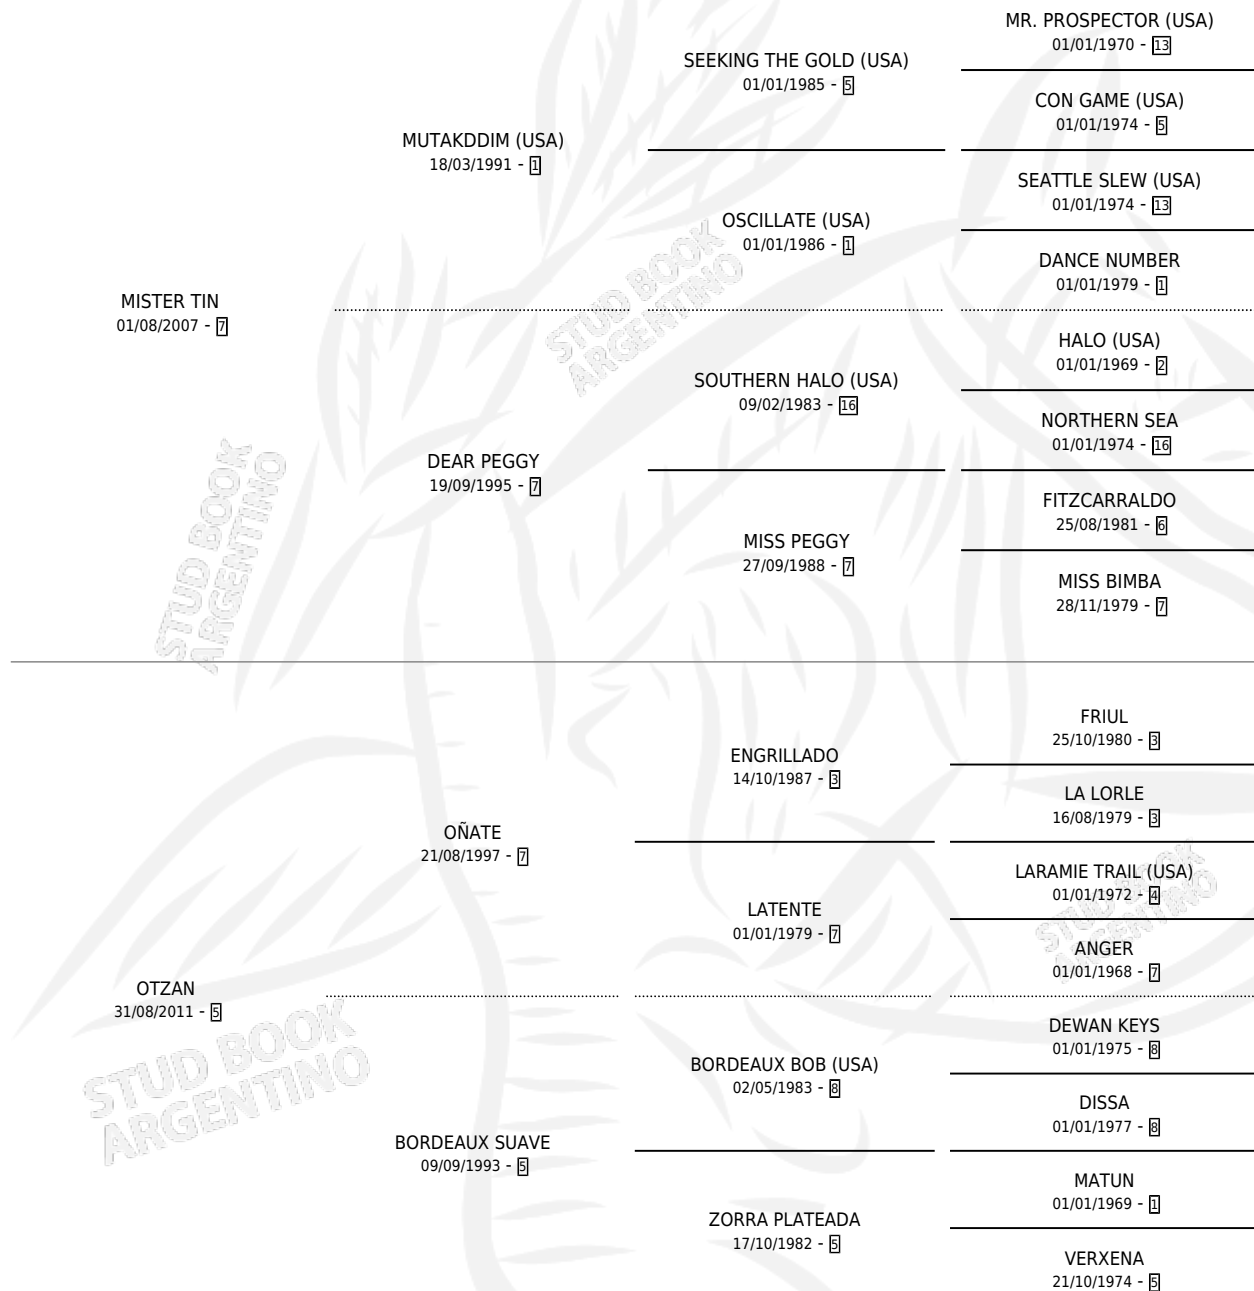 MR. PROSPECTOR (USA)
01/01/1970 - 13
SEEKING THE GOLD (USA)
01/01/1985 - 5
CON GAME (USA)
01/01/1974 - 5
MUTAKDDIM (USA)
18/03/1991 - 1
SEATTLE SLEW (USA)
01/01/1974 - 13
OSCILLATE (USA)
01/01/1986 - 1
DANCE NUMBER
01/01/1979 - 1
MISTER TIN
01/08/2007 - 7
HALO (USA)
01/01/1969 - 2
SOUTHERN HALO (USA)
09/02/1983 - 16
NORTHERN SEA
01/01/1974 - 16
DEAR PEGGY
19/09/1995 - 7
FITZCARRALDO
25/08/1981 - 6
MISS PEGGY
27/09/1988 - 7
MISS BIMBA
28/11/1979 - 7
FRIUL
25/10/1980 - 3
ENGRILLADO
14/10/1987 - 3
LA LORLE
16/08/1979 - 3
OÑATE
21/08/1997 - 7
LARAMIE TRAIL (USA)
01/01/1972 - 4
LATENTE
01/01/1979 - 7
ANGER
01/01/1968 - 7
OTZAN
31/08/2011 - 5
DEWAN KEYS
01/01/1975 - 8
BORDEAUX BOB (USA)
02/05/1983 - 8
DISSA
01/01/1977 - 8
BORDEAUX SUAVE
09/09/1993 - 5
MATUN
01/01/1969 - 1
ZORRA PLATEADA
17/10/1982 - 5
VERXENA
21/10/1974 - 5
STUD BOOK
ARGENTINO
STUD BOOK
ARGENTINO
STUD BOOK
ARGENTINO
STUD BOOK
ARGENTINO